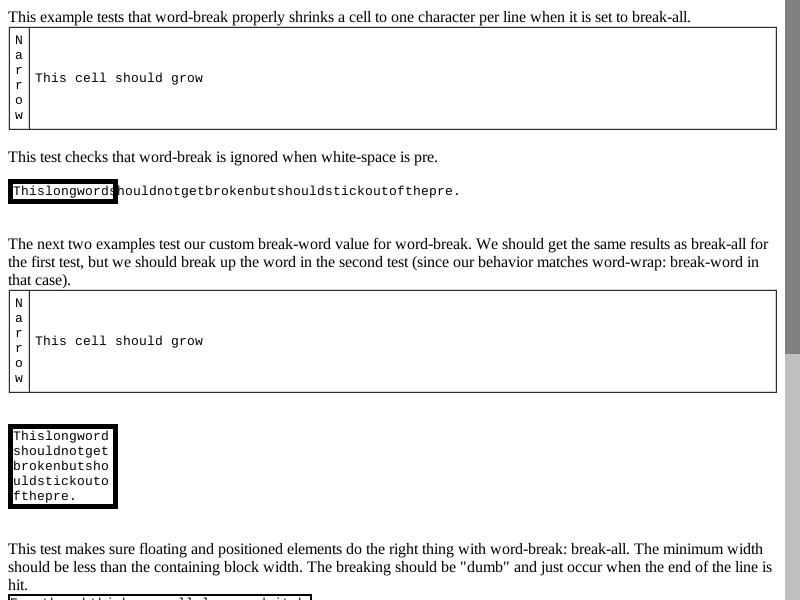 This example tests that word-break properly shrinks a cell to one character per line when it is set to break-all.
N
a
r
r
o
w
This cell should grow
This test checks that word-break is ignored when white-space is pre.
Thislongwordshouldnotgetbrokenbutshouldstickoutofthepre.
The next two examples test our custom break-word value for word-break. We should get the same results as break-all for
the first test, but we should break up the word in the second test (since our behavior matches word-wrap: break-word in
that case).
N
a
r
r
o
w
This cell should grow
Thislongword
shouldnotget
brokenbutsho
uldstickouto
fthepre.
This test makes sure floating and positioned elements do the right thing with word-break: break-all. The minimum width
should be less than the containing block width. The breaking should be "dumb" and just occur when the end of the line is
hit.